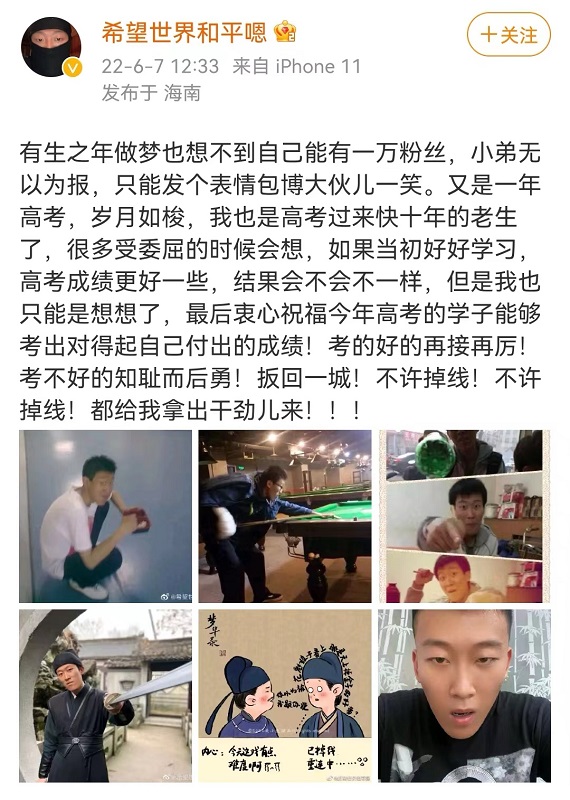 希望世界和平嗯
+关注
22-6-7 12:33 来自 iPhone 11
发布于 海南
有生之年做梦也想不到自己能有一万粉丝，小弟无
以为报，只能发个表情包博大伙儿一笑。又是一年
高考，岁月如梭，我也是高考过来快十年的老生
了，很多受委屈的时候会想，如果当初好好学习，
高考成绩更好一些，结果会不会不一样，但是我也
只能是想想了，最后衷心祝福今年高考的学子能够
考出对得起自己付出的成绩！考的好的再接再厉！
考不好的知耻而后勇！扳回一城！不许掉线！不许
掉线！都给我拿出干劲儿来！！！
梦华录
内心：今天这戏有点
难度啊
已掉线
重连中